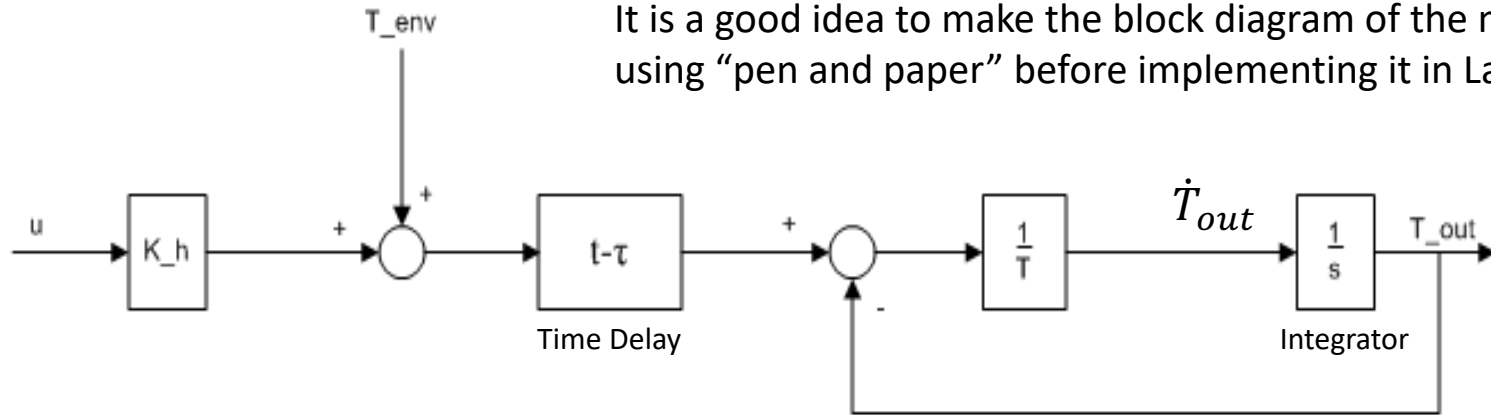 It is a good idea to make the block diagram of the
using “pen and paper” before implementing it in
T_env
+
u
K_h
+
t-τ
Time Delay
+
-
1
T
Ṫ_out
1
s
Integrator
T_out